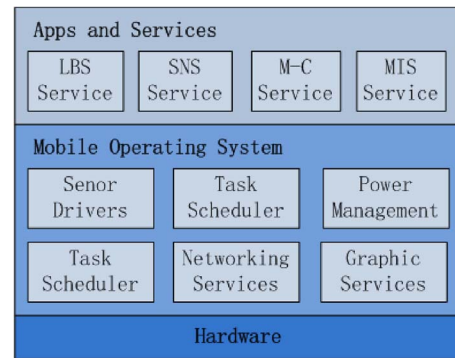 Apps and Services
LBS Service
SNS Service
M-C Service
MIS Service
Mobile Operating System
Senor Drivers
Task Scheduler
Power Management
Task Scheduler
Networking Services
Graphic Services
Hardware